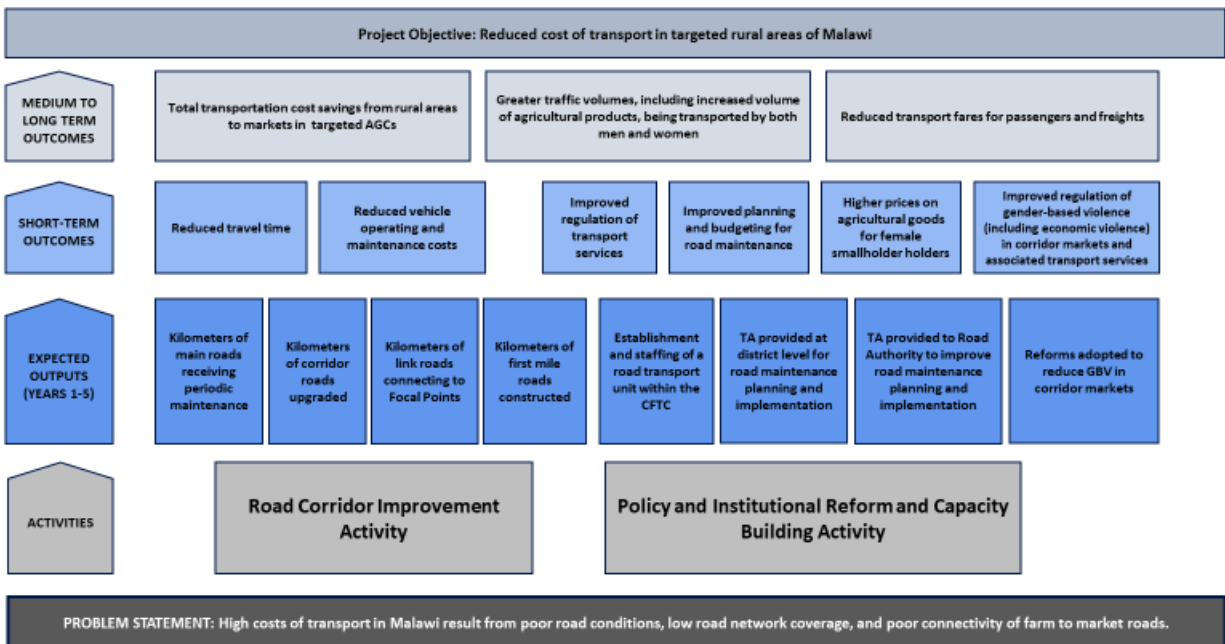 Project Objective: Reduced cost of transport in targeted rural areas of Malawi
MEDIUM TO
LONG TERM
OUTCOMES
Total transportation cost savings from rural areas
to markets in targeted AGCs
Greater traffic volumes, including increased volume
of agricultural products, being transported by both
men and women
Reduced transport fares for passengers and freights
SHORT-TERM
OUTCOMES
Reduced travel time
Reduced vehicle
operating and
maintenance costs
Improved
regulation of
transport
services
Improved planning
and budgeting for
road maintenance
Higher prices on
agricultural goods
for female
smallholder holders
Improved regulation of
gender-based violence
(including economic violence)
in corridor markets and
associated transport services
EXPECTED
OUTPUTS
(YEARS 1-5)
Kilometers of
main roads
receiving
periodic
maintenance
Kilometers
of corridor
roads
upgraded
Kilometers of
link roads
connecting to
Focal Points
Kilometers of
first mile
roads
constructed
Establishment
and staffing of a
road transport
unit within the
CFTC
TA provided at
district level for
road maintenance
planning and
implementation
TA provided to Road
Authority to improve
road maintenance
planning and
implementation
Reforms adopted to
reduce GBV in
corridor markets
ACTIVITIES
Road Corridor Improvement
Activity
Policy and Institutional Reform and Capacity
Building Activity
PROBLEM STATEMENT: High costs of transport in Malawi result from poor road conditions, low road network coverage, and poor connectivity of farm to market roads.